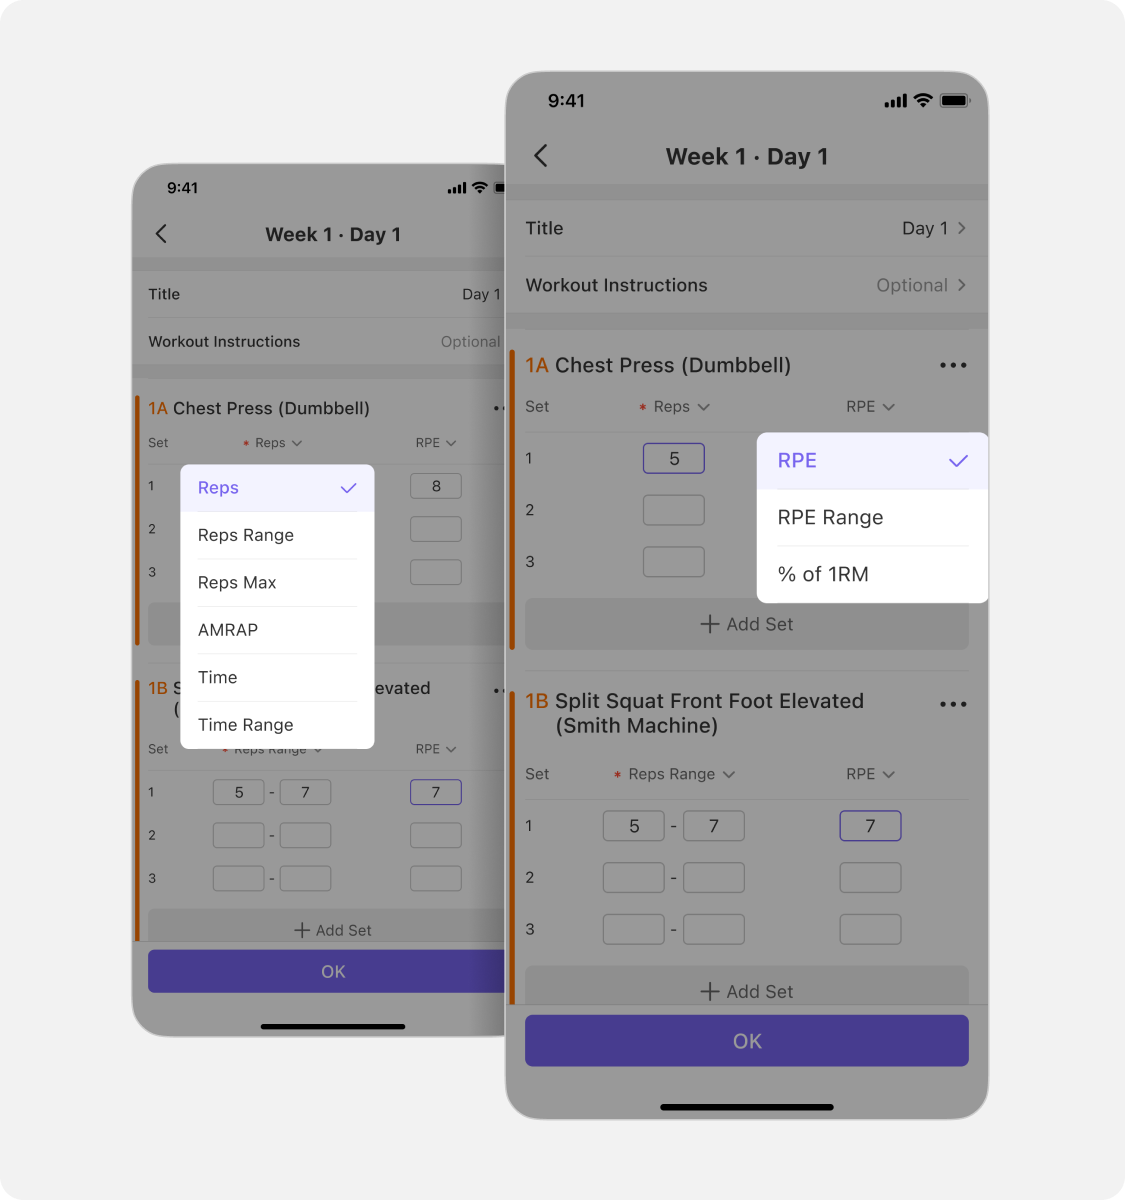 9:41
Week 1 · Day 1
Title Day 1
Workout Instructions Optional
1A Chest Press (Dumbbell)
Set * Reps RPE
1 8
2
3
Reps
Reps Range
Reps Max
AMRAP
Time
Time Range
1B S evated
(
Set * Reps Range RPE
1 5 - 7 7
2 -
3 -
+ Add Set
OK
9:41
Week 1 · Day 1
Title Day 1
Workout Instructions Optional
1A Chest Press (Dumbbell)
Set * Reps RPE
1 5
2
3
RPE
RPE Range
% of 1RM
+ Add Set
1B Split Squat Front Foot Elevated
(Smith Machine)
Set * Reps Range RPE
1 5 - 7 7
2 -
3 -
+ Add Set
OK